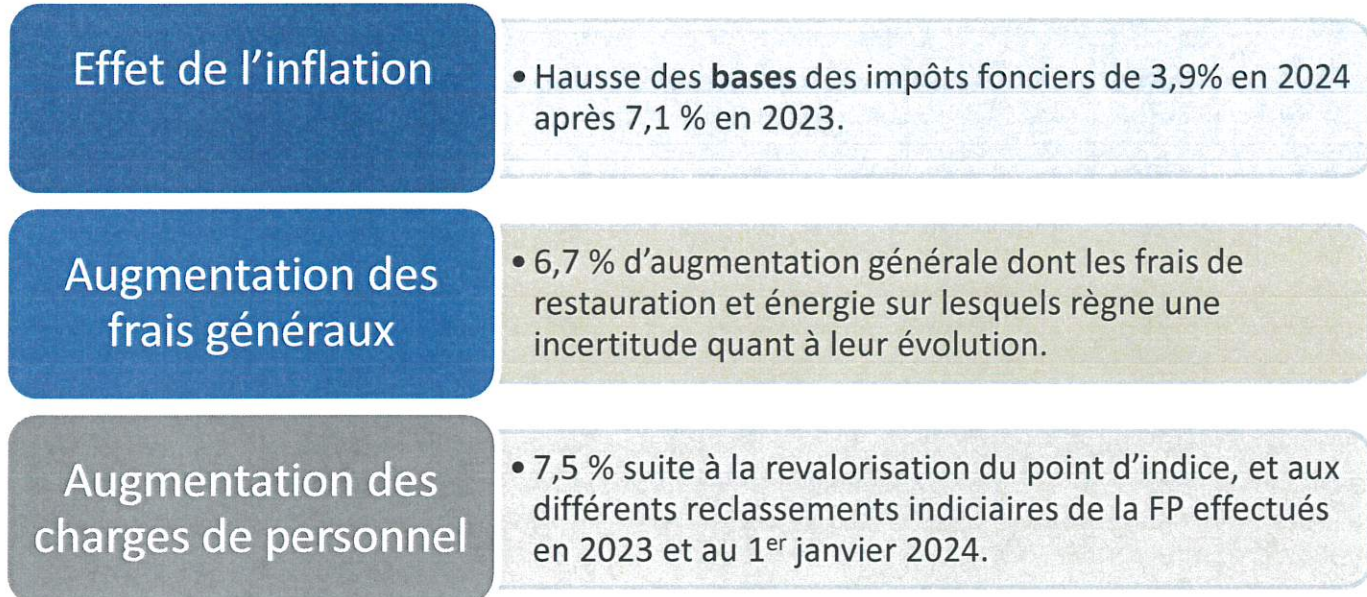 Effet de l'inflation
• Hausse des bases des impôts fonciers de 3,9% en 2024
après 7,1 % en 2023.
Augmentation des
frais généraux
• 6,7 % d'augmentation générale dont les frais de
restauration et énergie sur lesquels règne une
incertitude quant à leur évolution.
Augmentation des
charges de personnel
• 7,5 % suite à la revalorisation du point d'indice, et aux
différents reclassements indiciaires de la FP effectués
en 2023 et au 1er janvier 2024.